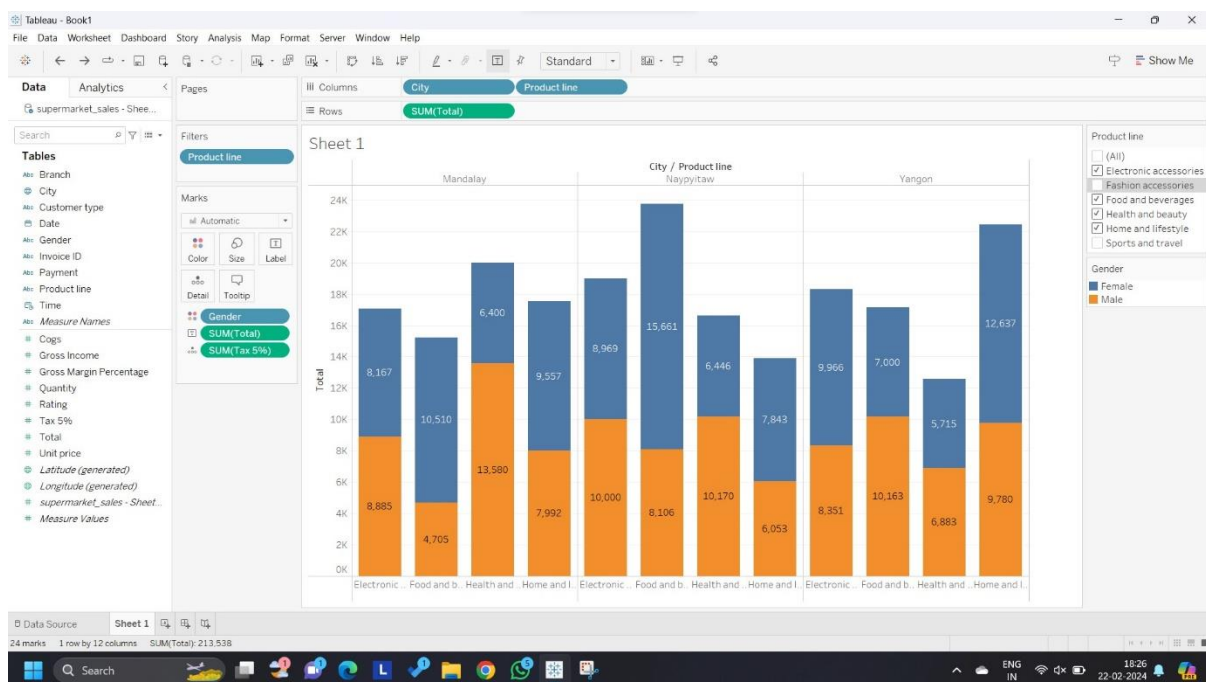 Tableau - Book1
File Data Worksheet Dashboard Story Analysis Map Format Server Window Help
Standard
Show Me
Data Analytics
supermarket_sales - Shee...
Search
Tables
Abc Branch
City
Abc Customer type
Date
Abc Gender
Abc Invoice ID
Abc Payment
Abc Product line
Time
Abc Measure Names
# Cogs
# Gross Income
# Gross Margin Percentage
# Quantity
# Rating
# Tax 5%
# Total
# Unit price
Latitude (generated)
Longitude (generated)
# supermarket_sales - Sheet...
# Measure Values
Pages
Filters
Product line
Marks
Automatic
Color Size Label
Detail Tooltip
Gender
SUM(Total)
SUM(Tax 5%)
Columns City Product line
Rows SUM(Total)
Sheet 1
City / Product line
Mandalay Naypyitaw Yangon
Total
24K
22K
20K
18K
16K
14K
12K
10K
8K
6K
4K
2K
0K
8,167 10,510 6,400 9,557 8,969 15,661 6,446 7,843 9,966 7,000 5,715 12,637
8,885 4,705 13,580 7,992 10,000 8,106 10,170 6,053 8,351 10,163 6,883 9,780
Electronic .. Food and b.. Health and .. Home and l.. Electronic .. Food and b.. Health and .. Home and l.. Electronic .. Food and b.. Health and .. Home and l..
Product line
(All)
Electronic accessories
Fashion accessories
Food and beverages
Health and beauty
Home and lifestyle
Sports and travel
Gender
Female
Male
Data Source Sheet 1
24 marks 1 row by 12 columns SUM(Total): 213,538
Search
ENG
IN
18:26
22-02-2024